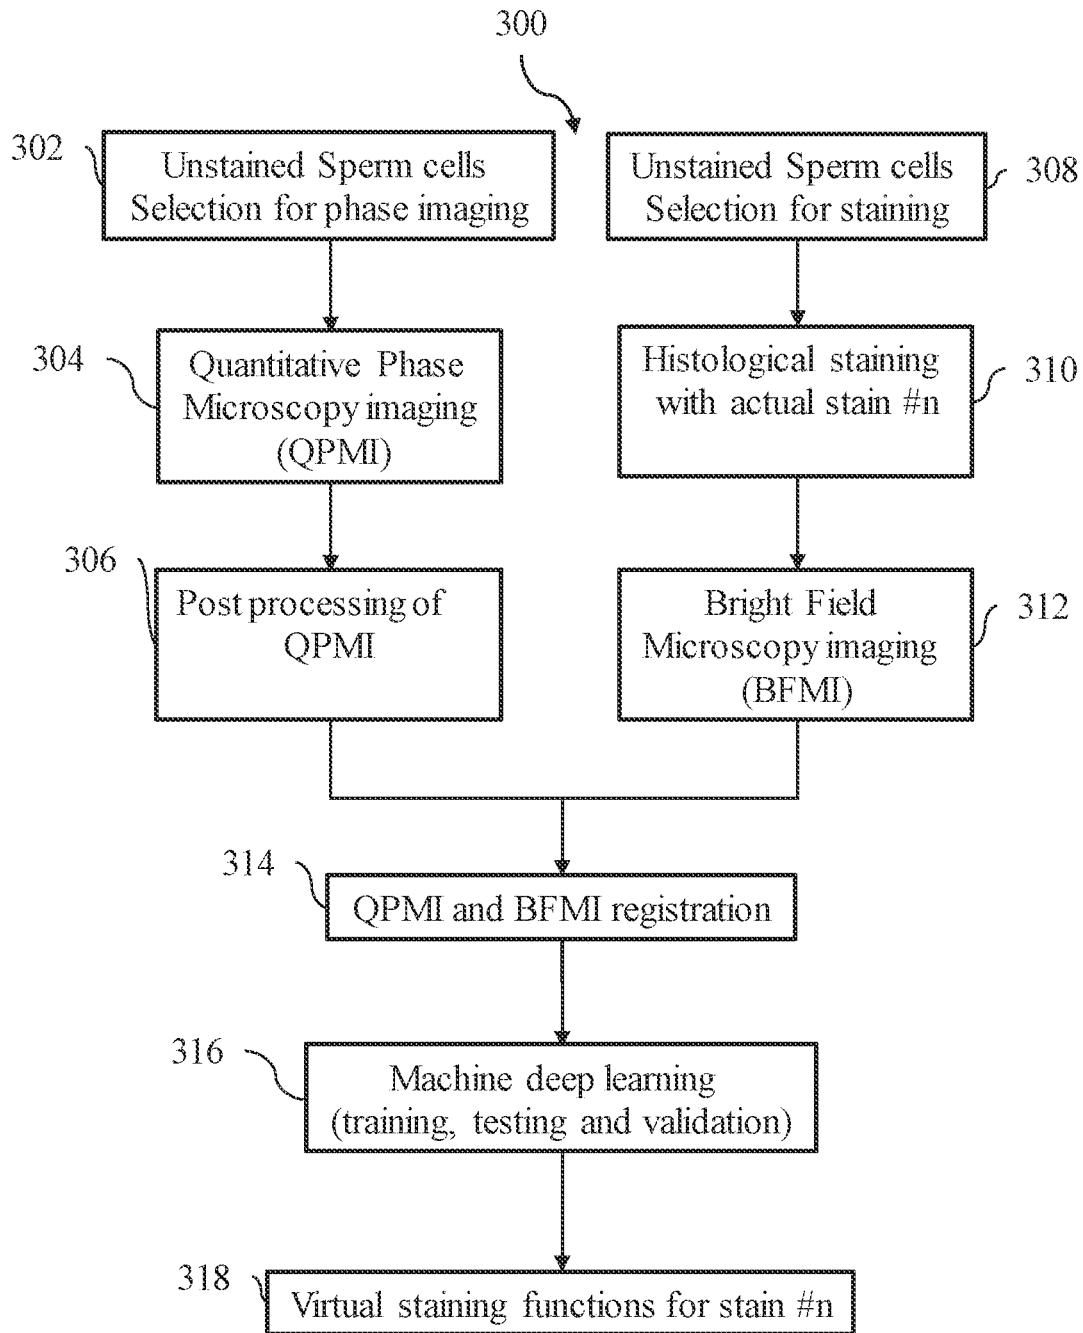 300
302
Unstained Sperm cells
Selection for phase imaging
Unstained Sperm cells
Selection for staining
308
304
Quantitative Phase
Microscopy imaging
(QPMI)
Histological staining
with actual stain #n
310
306
Post processing of
QPMI
Bright Field
Microscopy imaging
(BFMI)
312
314
QPMI and BFMI registration
316
Machine deep learning
(training, testing and validation)
318
Virtual staining functions for stain #n